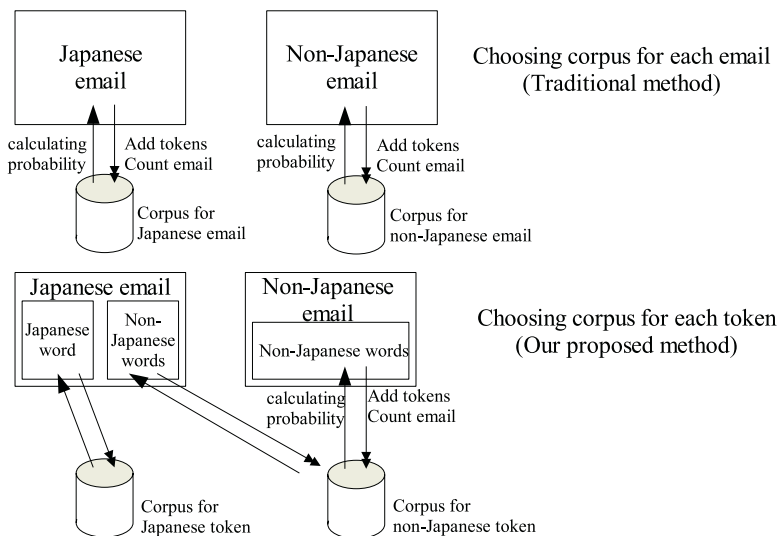 Japanese
email
Non-Japanese
email
Choosing corpus for each email
(Traditional method)
calculating
probability
Add tokens
Count email
calculating
probability
Add tokens
Count email
Corpus for
Japanese email
Corpus for
non-Japanese email
Japanese email
Japanese
word
Non-
Japanese
words
Non-Japanese
email
Non-Japanese words
Choosing corpus for each token
(Our proposed method)
calculating
probability
Add tokens
Count email
Corpus for
Japanese token
Corpus for
non-Japanese token